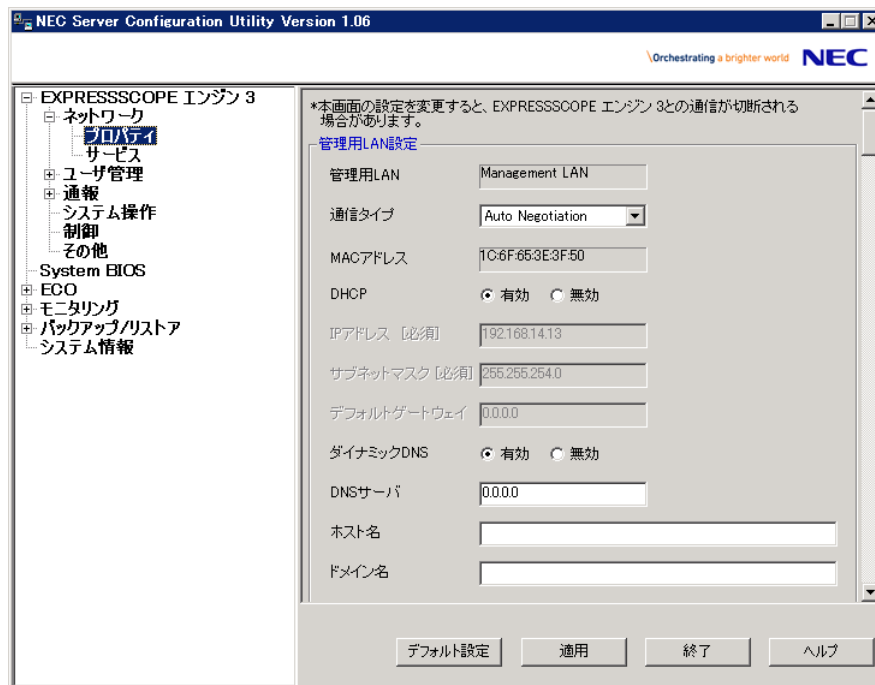 NEC Server Configuration Utility Version 1.06
\Orchestrating a brighter world NEC
EXPRESSSCOPE エンジン 3
ネットワーク
プロパティ
サービス
ユーザ管理
通報
システム操作
制御
その他
System BIOS
ECO
モニタリング
バックアップ/リストア
システム情報
*本画面の設定を変更すると、EXPRESSSCOPE エンジン 3との通信が切断される
場合があります。
管理用LAN設定
管理用LAN Management LAN
通信タイプ Auto Negotiation
MACアドレス 1C:6F:65:3E:3F:50
DHCP 有効 無効
IPアドレス [必須] 192.168.14.13
サブネットマスク [必須] 255.255.254.0
デフォルトゲートウェイ 0.0.0.0
ダイナミックDNS 有効 無効
DNSサーバ 0.0.0.0
ホスト名
ドメイン名
デフォルト設定 適用 終了 ヘルプ